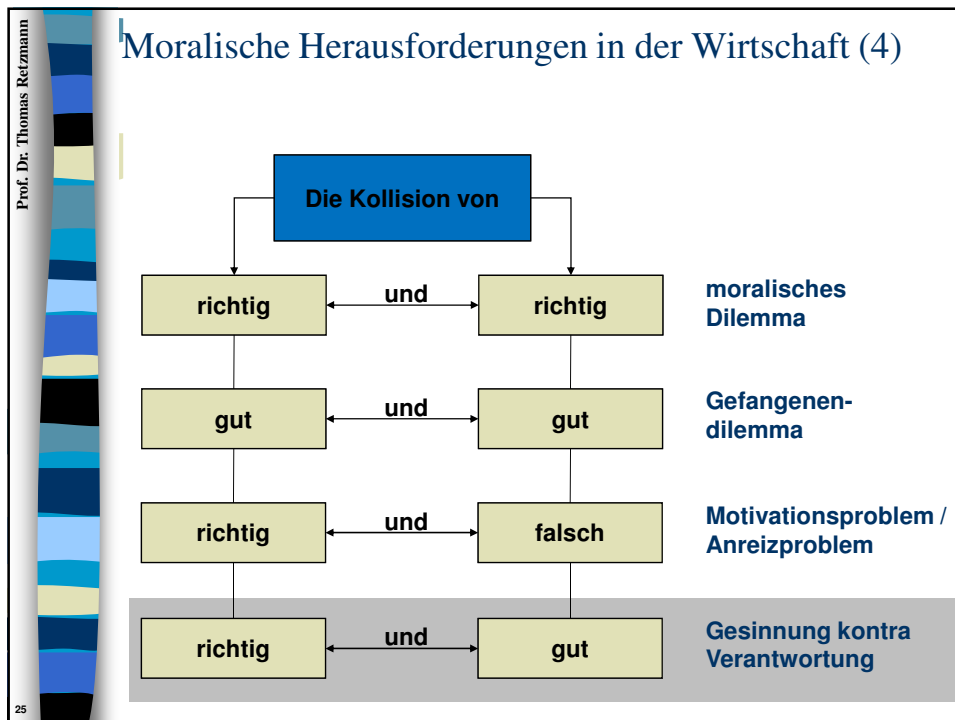 Prof. Dr. Thomas Retzmann
Moralische Herausforderungen in der Wirtschaft (4)
Die Kollision von
richtig und richtig
moralisches
Dilemma
gut und gut
Gefangenen-
dilemma
richtig und falsch
Motivationsproblem /
Anreizproblem
richtig und gut
Gesinnung kontra
Verantwortung
25